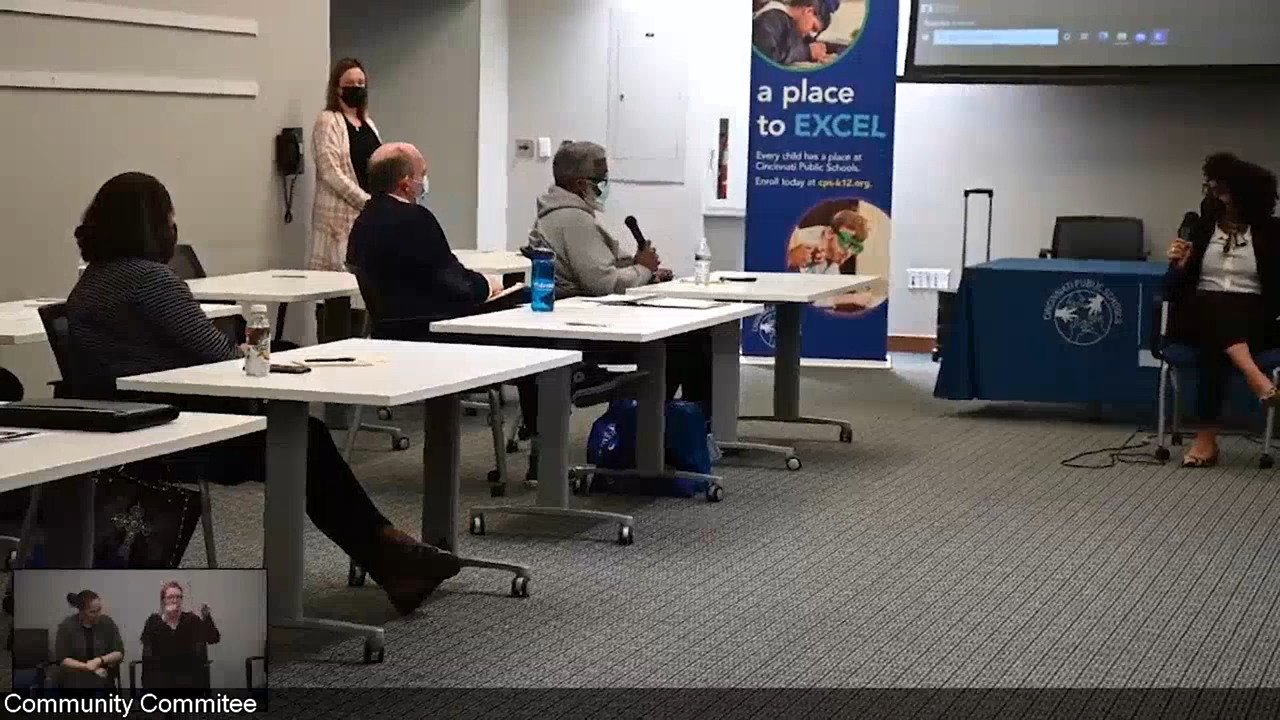 a place
to EXCEL
Every child has a place at
Cincinnati Public Schools.
Enroll today at cps-k12.org.
CINCINNATI PUBLIC SCHOOLS
Community Commitee